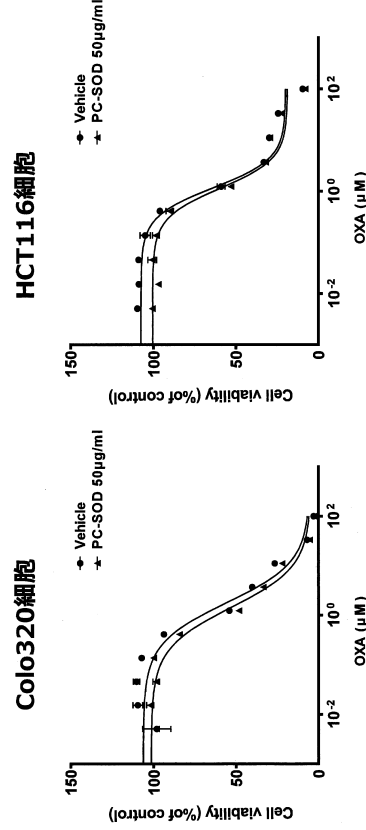 Colo320細胞
Vehicle
PC-SOD 50μg/ml
150
100
50
0
Cell viability (%of control)
10-2
100
102
OXA (μM)
HCT116細胞
Vehicle
PC-SOD 50μg/ml
150
100
50
0
Cell viability (%of control)
10-2
100
102
OXA (μM)